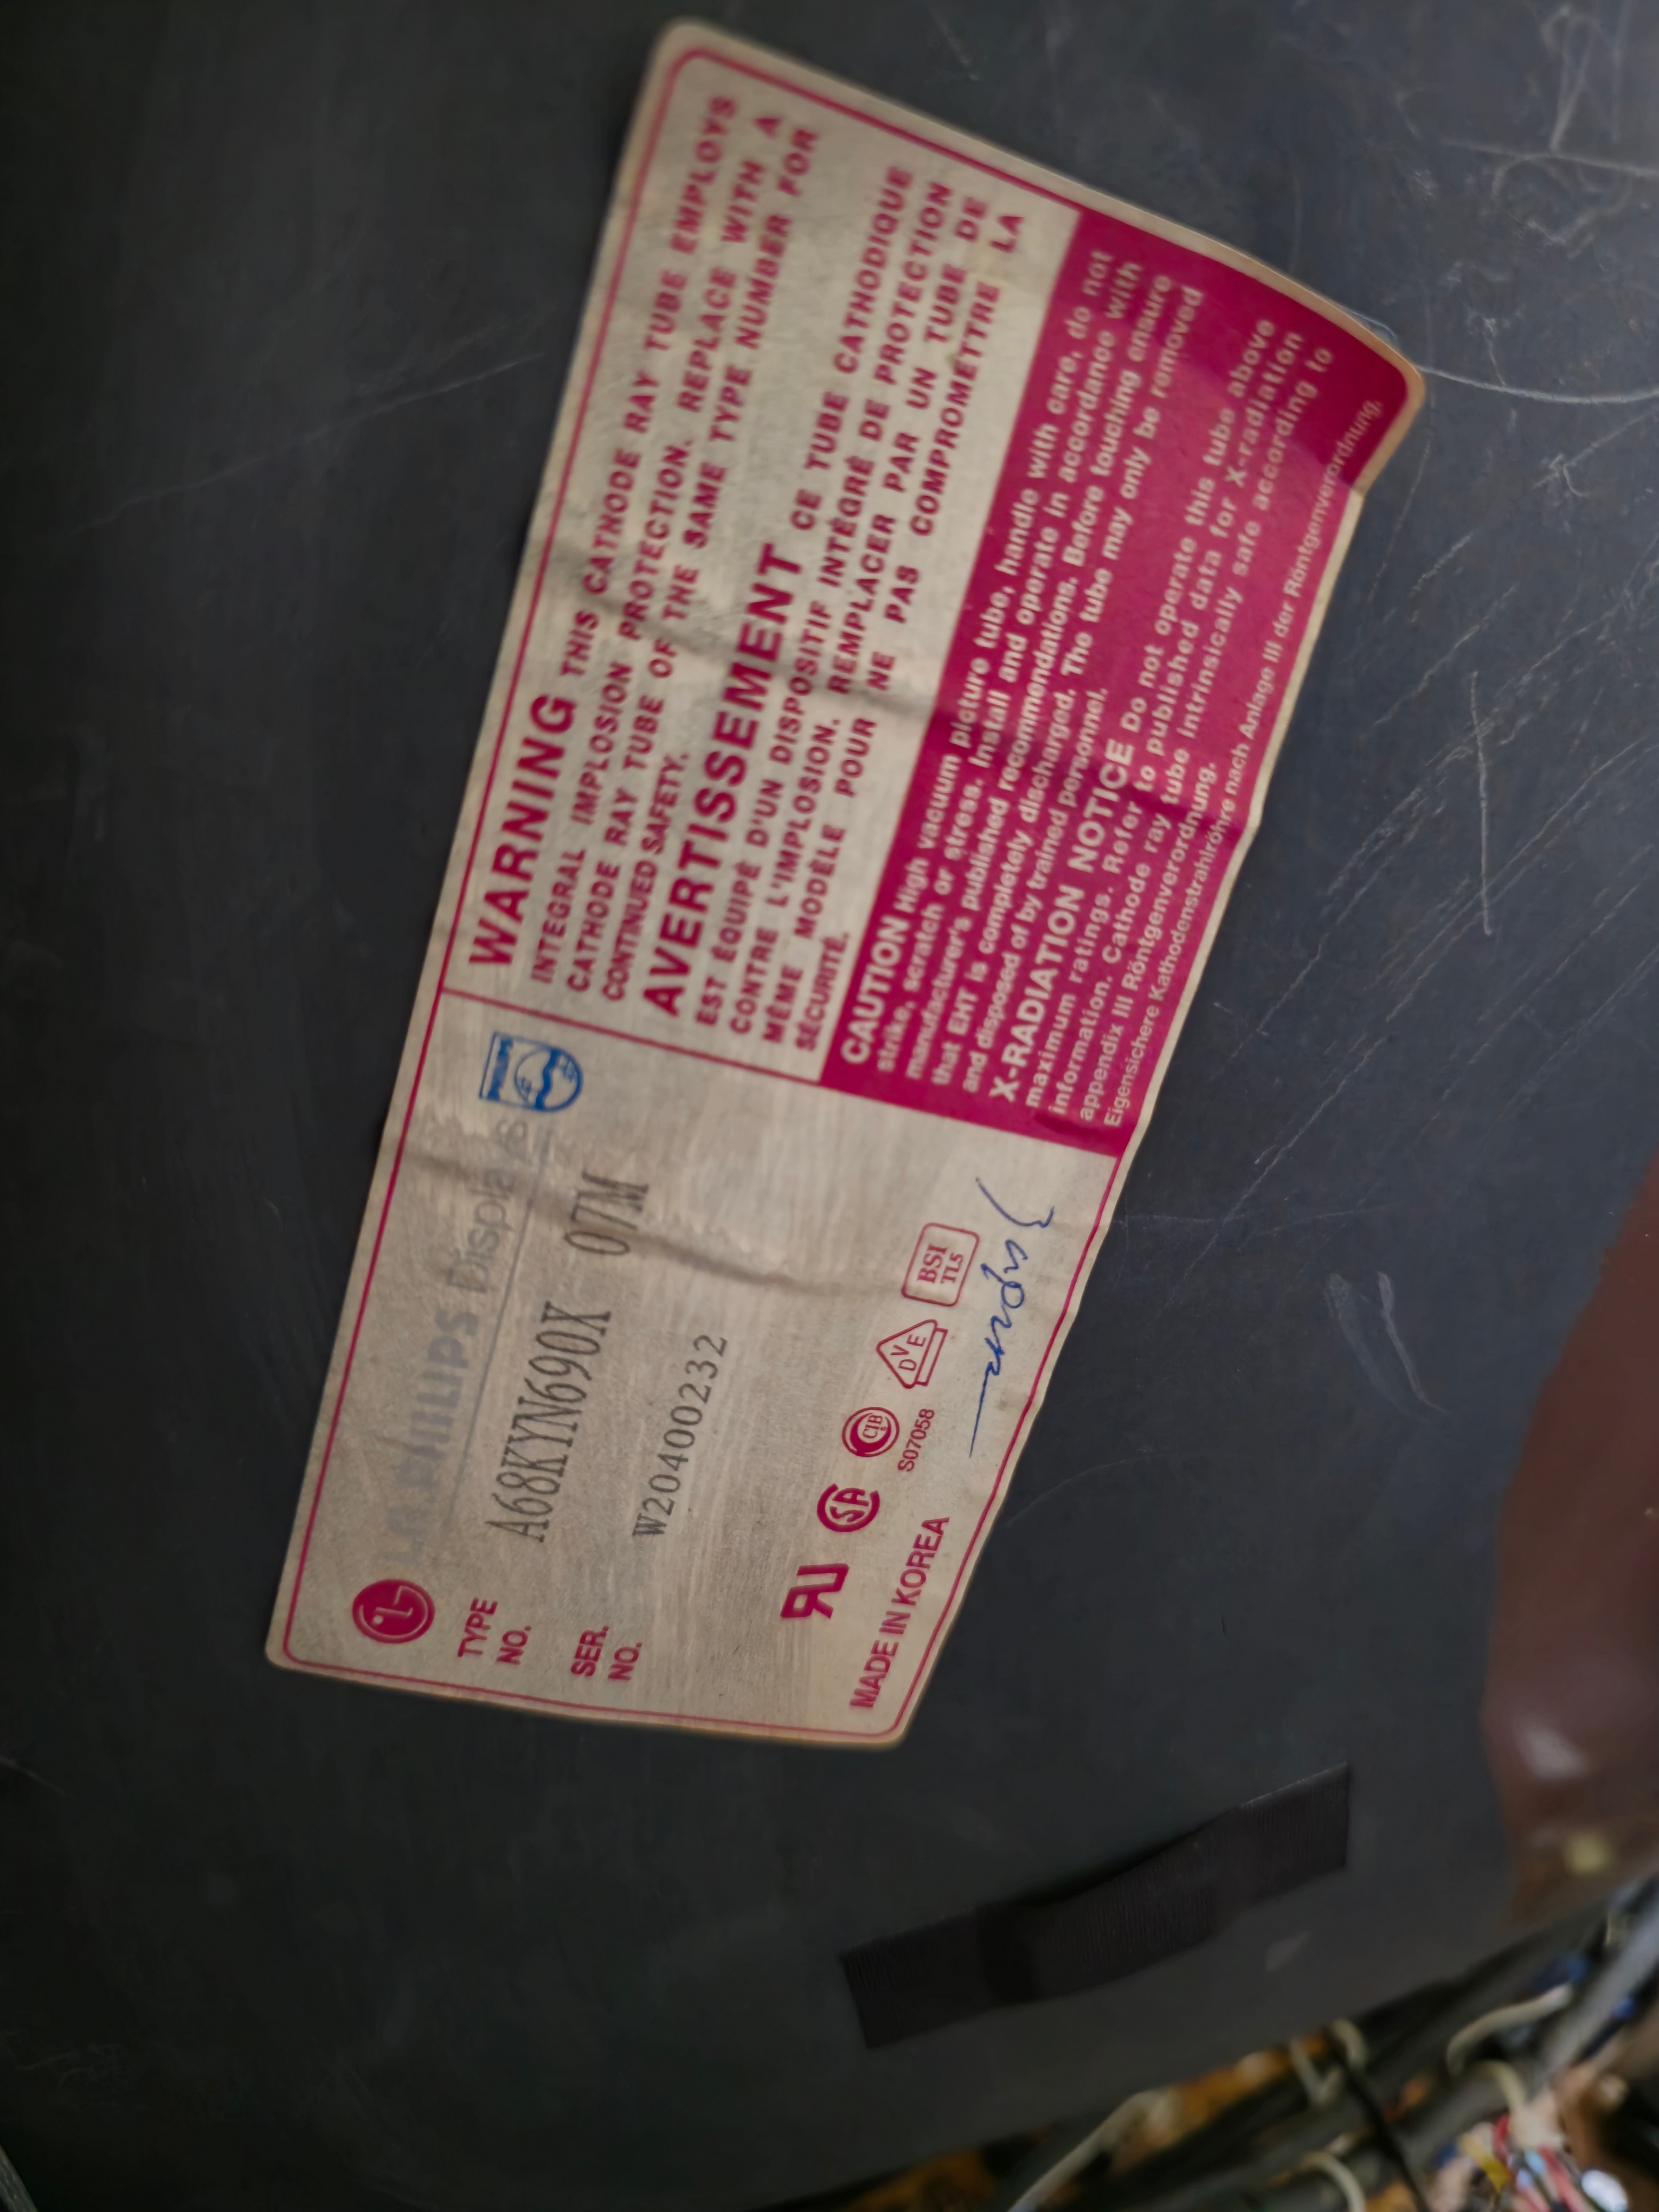 LG.PHILIPS Displays
PHILIPS
TYPE
NO.
A68KYN690X 07M
SER.
NO.
W20400232
SA
CIB
S07058
DVE
BSI
TL5
MADE IN KOREA
WARNING THIS CATHODE RAY TUBE EMPLOYS
INTEGRAL IMPLOSION PROTECTION. REPLACE WITH A
CATHODE RAY TUBE OF THE SAME TYPE NUMBER FOR
CONTINUED SAFETY.
AVERTISSEMENT CE TUBE CATHODIQUE
EST ÉQUIPÉ D'UN DISPOSITIF INTÉGRÉ DE PROTECTION
CONTRE L'IMPLOSION. REMPLACER PAR UN TUBE DE
MÊME MODÈLE POUR NE PAS COMPROMETTRE LA
SÉCURITÉ.
CAUTION High vacuum picture tube, handle with care, do not
strike, scratch or stress. Install and operate in accordance with
manufacturer's published recommendations. Before touching ensure
that EHT is completely discharged. The tube may only be removed
and disposed of by trained personnel.
X-RADIATION NOTICE Do not operate this tube above
maximum ratings. Refer to published data for X-radiation
information. Cathode ray tube intrinsically safe according to
appendix III Röntgenverordnung.
Eigensichere Kathodenstrahlröhre nach Anlage III der Röntgenverordnung.